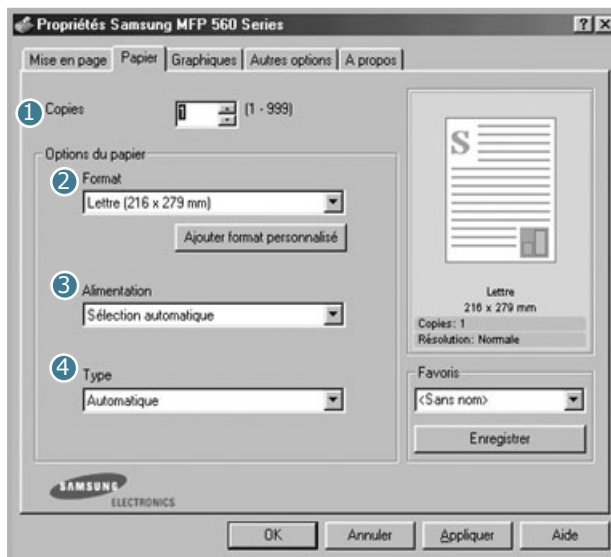 Propriétés Samsung MFP 560 Series
Mise en page Papier Graphiques Autres options A propos
1 Copies 1 (1 - 999)
Options du papier
2 Format
Lettre (216 x 279 mm)
Ajouter format personnalisé
3 Alimentation
Sélection automatique
4 Type
Automatique
S
Lettre
216 x 279 mm
Copies: 1
Résolution: Normale
Favoris
<Sans nom>
Enregistrer
SAMSUNG
ELECTRONICS
OK Annuler Appliquer Aide